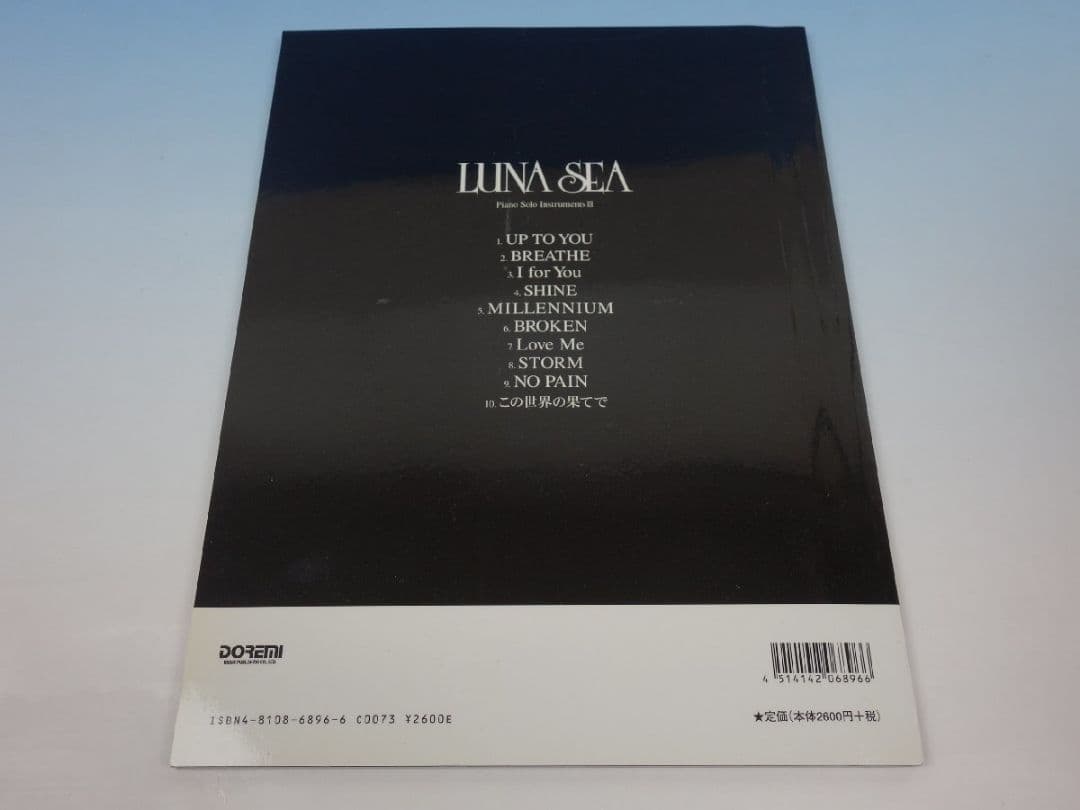 LUNA SEA
Piano Solo Instruments III
1. UP TO YOU
2. BREATHE
3. I for You
4. SHINE
5. MILLENNIUM
6. BROKEN
7. Love Me
8. STORM
9. NO PAIN
10. この世界の果てで
DOREMI
ISBN4-8108-6896-6 C0073 ¥2600E
4 514142 068966
★定価(本体2600円+税)